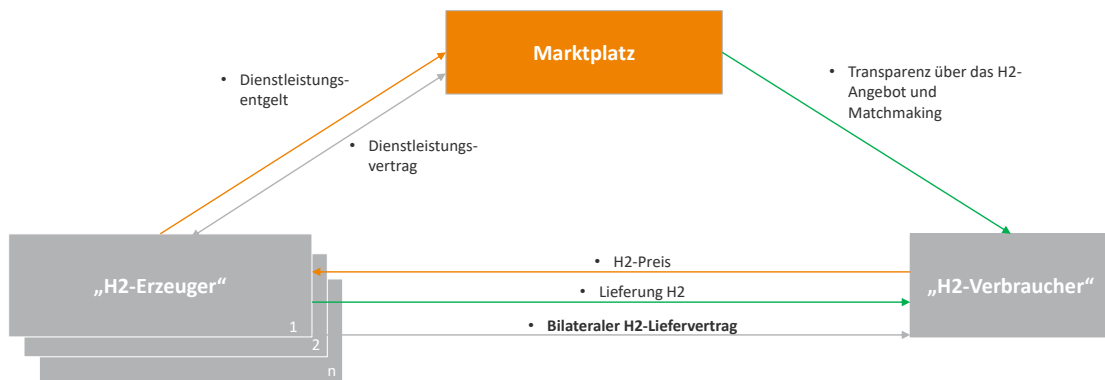 Marktplatz
• Dienstleistungs-
entgelt
• Transparenz über das H2-
Angebot und
Matchmaking
• Dienstleistungs-
vertrag
„H2-Erzeuger“
1
2
n
• H2-Preis
• Lieferung H2
• Bilateraler H2-Liefervertrag
„H2-Verbraucher“